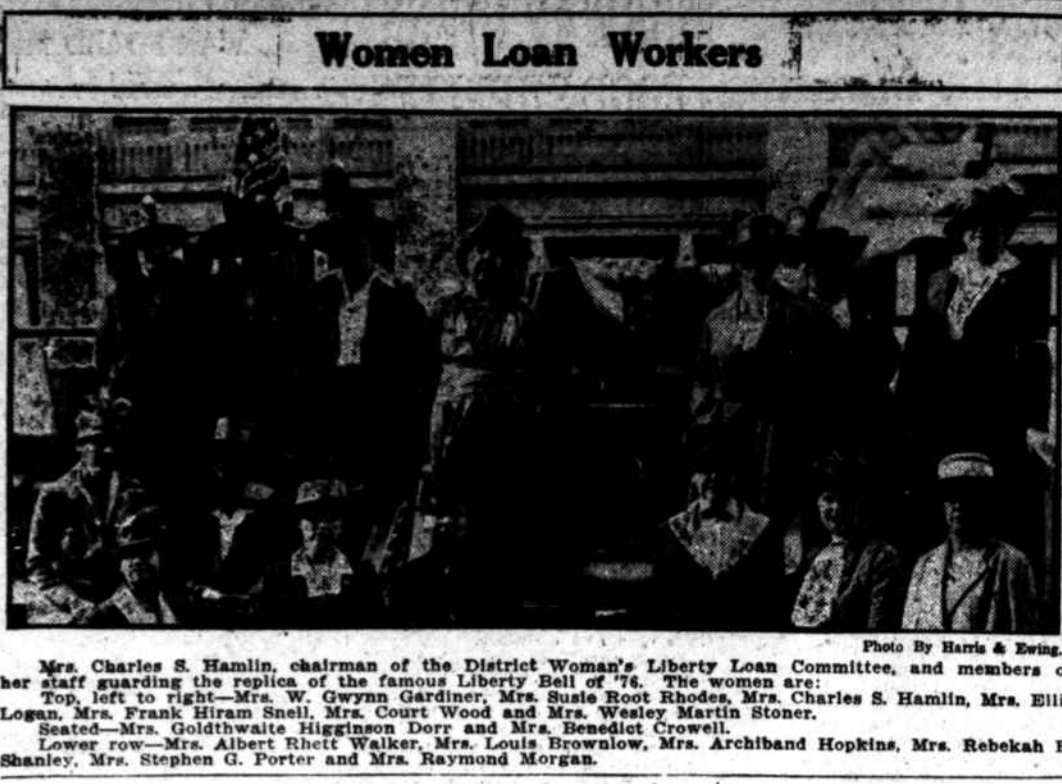 Women Loan Workers
Photo By Harris & Ewing.
Mrs. Charles S. Hamlin, chairman of the District Woman's Liberty Loan Committee, and members
her staff guarding the replica of the famous Liberty Bell of '76. The women are:
Top, left to right—Mrs. W. Gwynn Gardiner, Mrs. Susie Root Rhodes, Mrs. Charles S. Hamlin, Mrs.
Logan, Mrs. Frank Hiram Snell, Mrs. Court Wood and Mrs. Wesley Martin Stoner.
Seated—Mrs. Goldthwaite Higginson Dorr and Mrs. Benedict Crowell.
Lower row—Mrs. Albert Rhett Walker, Mrs. Louis Brownlow, Mrs. Archiband Hopkins, Mrs. Rebekah
Shanley, Mrs. Stephen G. Porter and Mrs. Raymond Morgan.